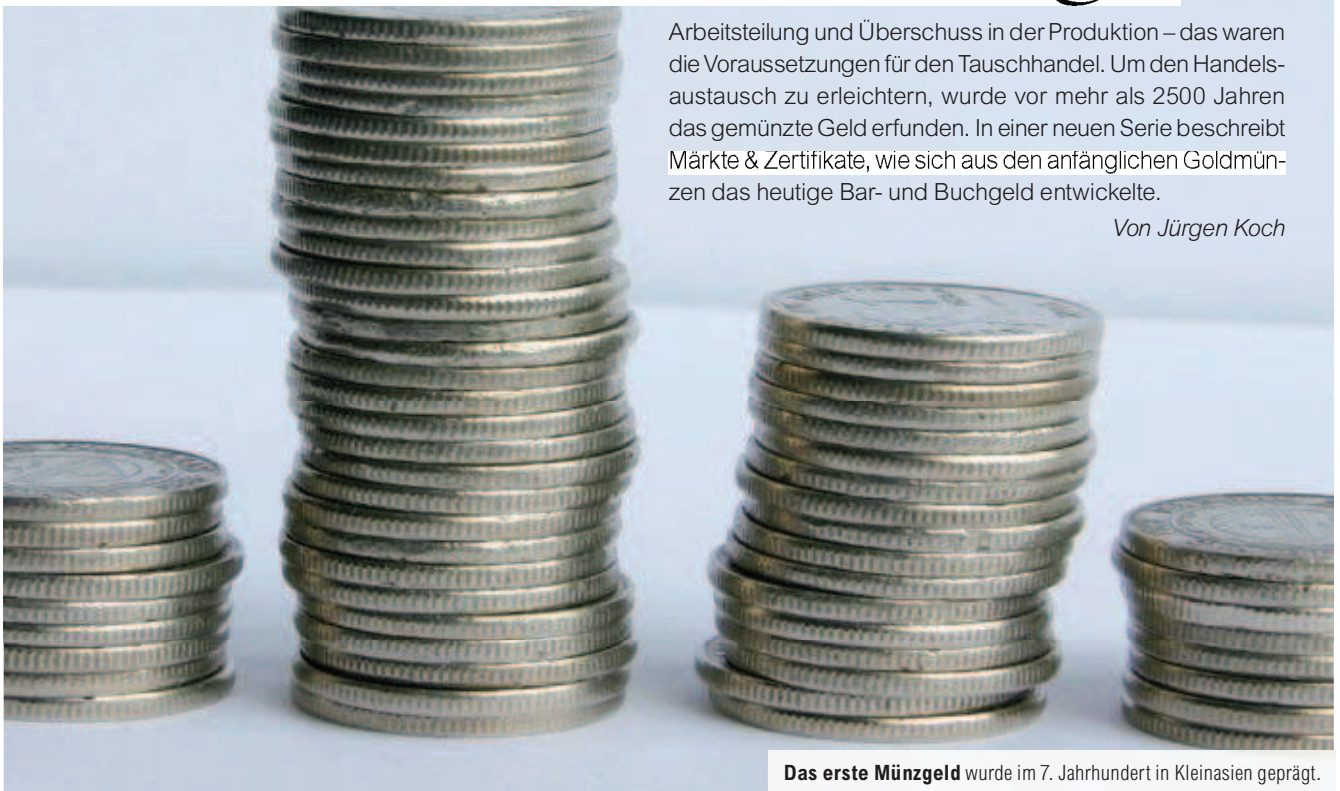 Arbeitsteilung und Überschuss in der Produktion – das waren
die Voraussetzungen für den Tauschhandel. Um den Handels-
austausch zu erleichtern, wurde vor mehr als 2500 Jahren
das gemünzte Geld erfunden. In einer neuen Serie beschreibt
Märkte & Zertifikate, wie sich aus den anfänglichen Goldmün-
zen das heutige Bar- und Buchgeld entwickelte.
Von Jürgen Koch
Das erste Münzgeld wurde im 7. Jahrhundert in Kleinasien geprägt.